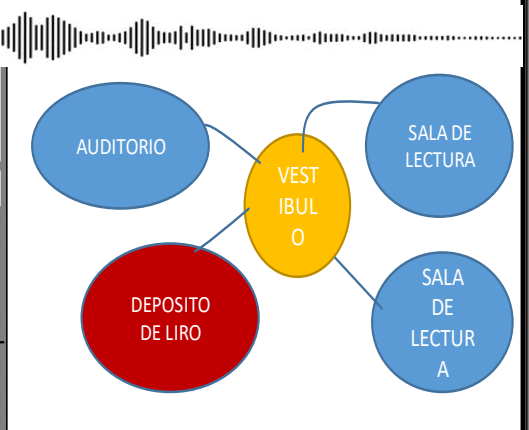 AUDITORIO
SALA DE
LECTURA
VEST
IBUL
O
DEPOSITO
DE LIRO
SALA
DE
LECTUR
A